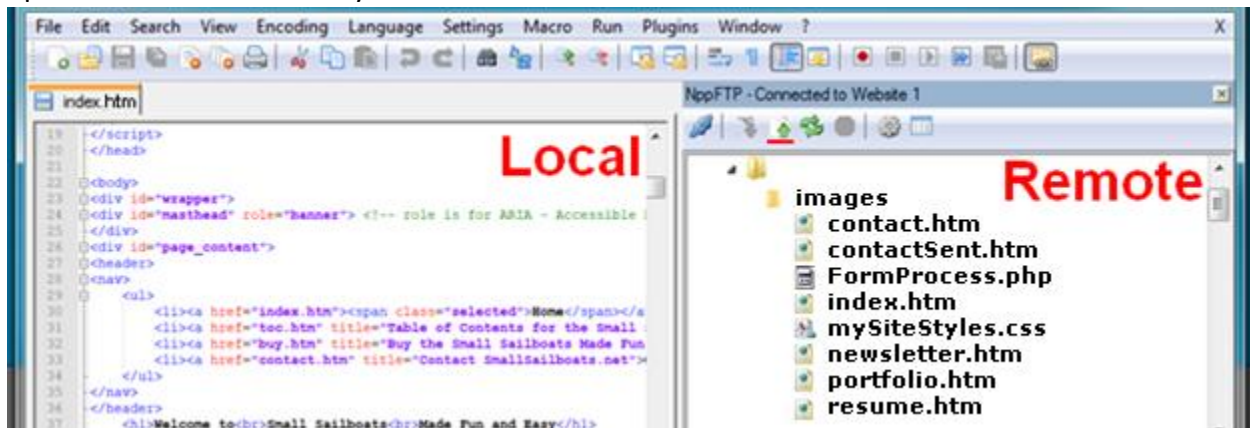 File Edit Search View Encoding Language Settings Macro Run Plugins Window ? X
index.htm
NppFTP - Connected to Website 1
Local
Remote
19 </script>
20 </head>
21
22 <body>
23 <div id="wrapper">
24 <div id="masthead" role="banner"> <!-- role is for ARIA - Accessible
25 </div>
26 <div id="page_content">
27 <header>
28 <nav>
29 <ul>
30 <li><a href="index.htm"><span class="selected">Home</span></a
31 <li><a href="toc.htm" title="Table of Contents for the Small
32 <li><a href="buy.htm" title="Buy the Small Sailboats Made Fun
33 <li><a href="contact.htm" title="Contact SmallSailboats.net">
34 </ul>
35 </nav>
36 </header>
37 <h1>Welcome to<br>Small Sailboats<br>Made Fun and Easy</h1>
images
contact.htm
contactSent.htm
FormProcess.php
index.htm
mySiteStyles.css
newsletter.htm
portfolio.htm
resume.htm